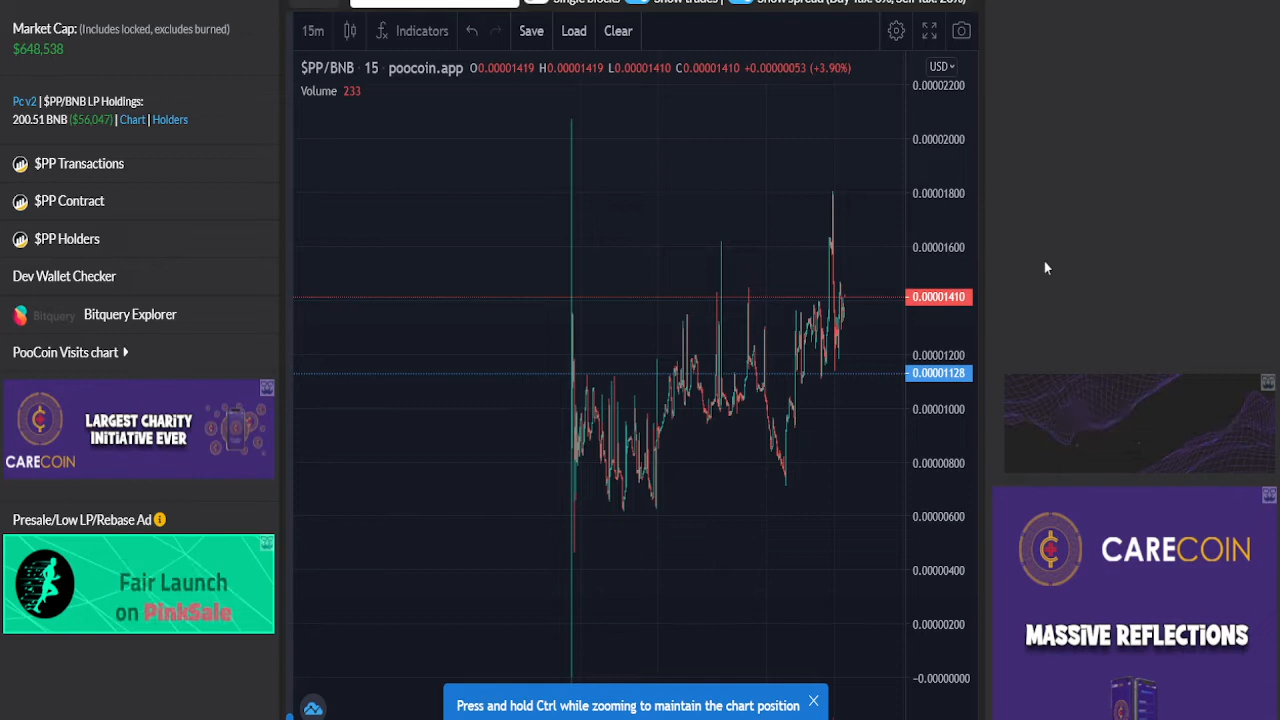 Market Cap: (Includes locked, excludes burned)
$648,538
Pc v2 | $PP/BNB LP Holdings:
200.51 BNB ($56,047) | Chart | Holders
$PP Transactions
$PP Contract
$PP Holders
Dev Wallet Checker
Bitquery Bitquery Explorer
PooCoin Visits chart
LARGEST CHARITY
INITIATIVE EVER
CARECOIN
Presale/Low LP/Rebase Ad
Fair Launch
on PinkSale
15m
Indicators
Save
Load
Clear
$PP/BNB · 15 · poocoin.app O0.00001419 H0.00001419 L0.00001410 C0.00001410 +0.00000053 (+3.90%)
Volume 233
USD
0.00002200
0.00002000
0.00001800
0.00001600
0.00001410
0.00001200
0.00001128
0.00001000
0.00000800
0.00000600
0.00000400
0.00000200
-0.00000000
Press and hold Ctrl while zooming to maintain the chart position
CARECOIN
MASSIVE REFLECTIONS